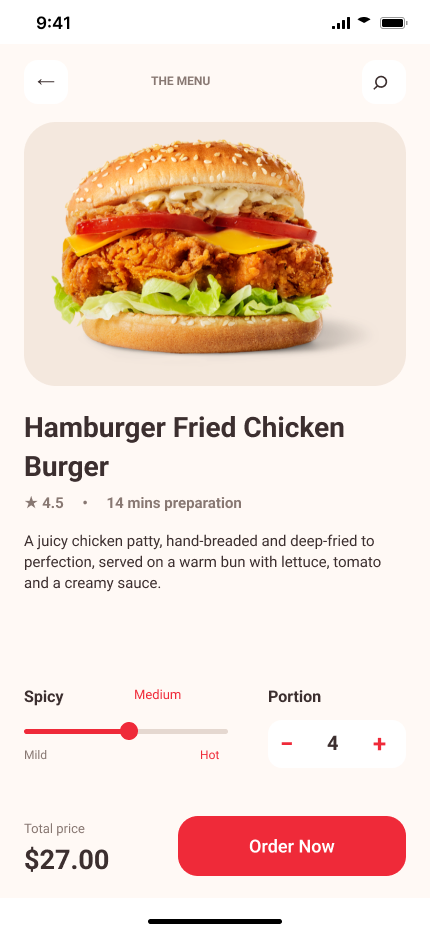 9:41
←
THE MENU
Hamburger Fried Chicken
Burger
★ 4.5 • 14 mins preparation
A juicy chicken patty, hand-breaded and deep-fried to
perfection, served on a warm bun with lettuce, tomato
and a creamy sauce.
Spicy Medium Portion
− 4 +
Mild Hot
Total price
$27.00
Order Now